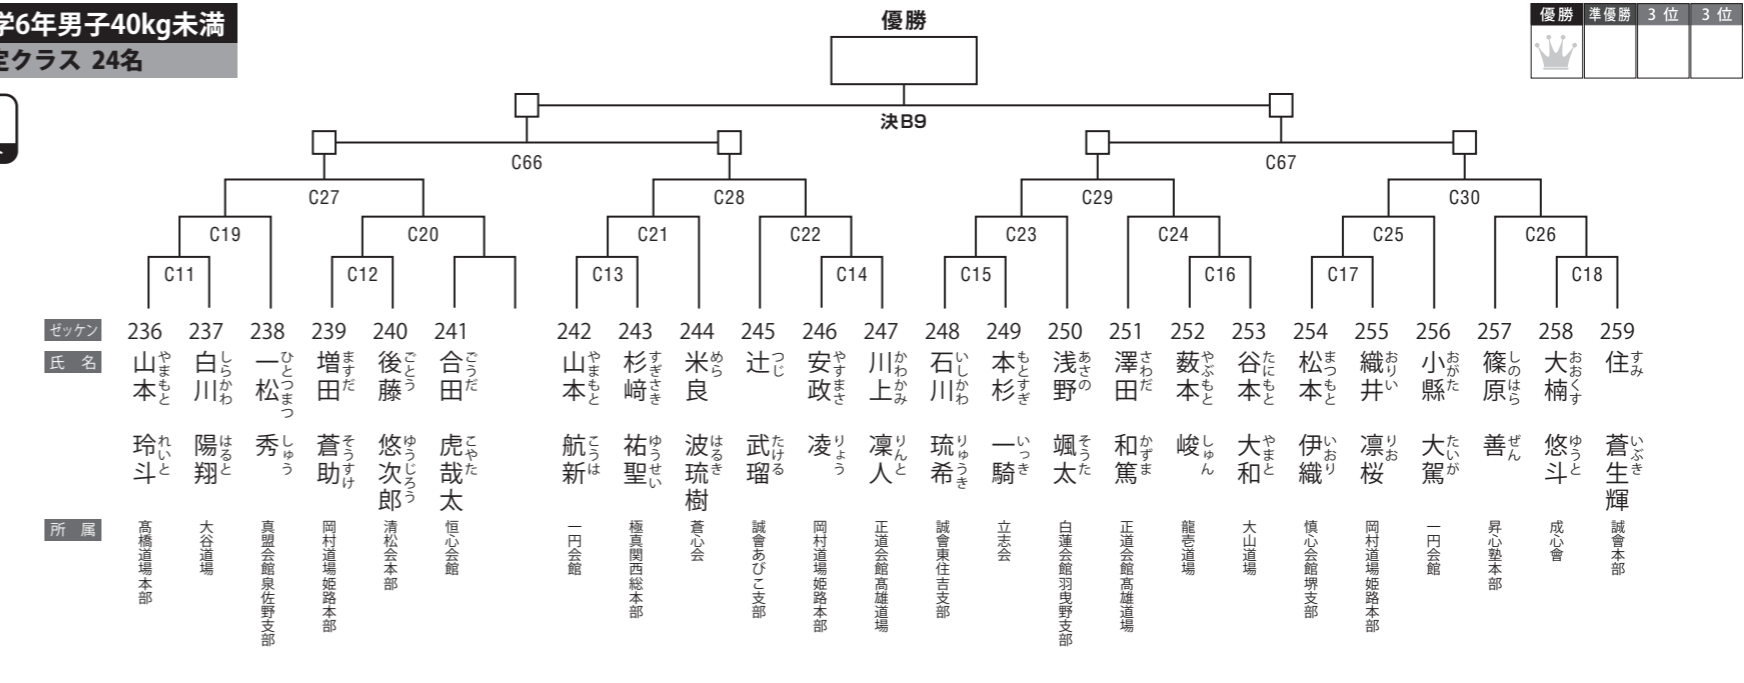 学6年男子40kg未満
定クラス 24名
優勝
優勝 準優勝 3 位 3 位
決B9
C66 C67
C27 C28 C29 C30
C19 C20 C21 C22 C23 C24 C25 C26
C11 C12 C13 C14 C15 C16 C17 C18
ゼッケン 236 237 238 239 240 241 242 243 244 245 246 247 248 249 250 251 252 253 254 255 256 257 258 259
氏 名
山本 玲斗 やまもと れいと
白川 陽翔 しらかわ はると
一松 秀 ひとつまつ しゅう
増田 蒼助 ますだ そうすけ
後藤 悠次郎 ごとう ゆうじろう
合田 虎哉太 ごうだ こやた
山本 航新 やまもと こうは
杉﨑 祐聖 すぎさき ゆうせい
米良 波琉樹 めら はるき
辻 武瑠 つじ たける
安政 凌 やすまさ りょう
川上 凜人 かわかみ りんと
石川 琉希 いしかわ りゅうき
本杉 一騎 もとすぎ いっき
浅野 颯太 あさの そうた
澤田 和篤 さわだ かずま
薮本 峻 やぶもと しゅん
谷本 大和 たにもと やまと
松本 伊織 まつもと いおり
織井 凛桜 おりい りお
小縣 大駕 おがた たいが
篠原 善 しのはら ぜん
大楠 悠斗 おおくす ゆうと
住 蒼生輝 すみ いぶき
所 属
髙橋道場本部
大谷道場
真盟会館泉佐野支部
岡村道場姫路本部
清松会本部
恒心会館
一円会館
極真関西総本部
蒼心会
誠會あびこ支部
岡村道場姫路本部
正道会館髙雄道場
誠會東住吉支部
立志会
白蓮会館羽曳野支部
正道会館髙雄道場
龍壱道場
大山道場
慎心会館堺支部
岡村道場姫路本部
一円会館
昇心塾本部
成心會
誠會本部